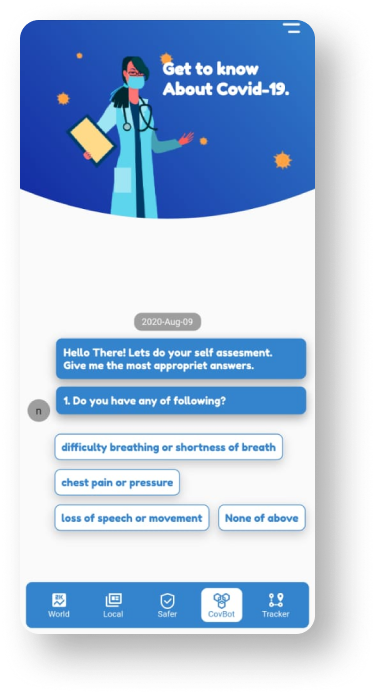 Get to know
About Covid-19.
2020-Aug-09
Hello There! Lets do your self assesment.
Give me the most appropriet answers.
n
1. Do you have any of following?
difficulty breathing or shortness of breath
chest pain or pressure
loss of speech or movement
None of above
World
Local
Safer
CovBot
Tracker